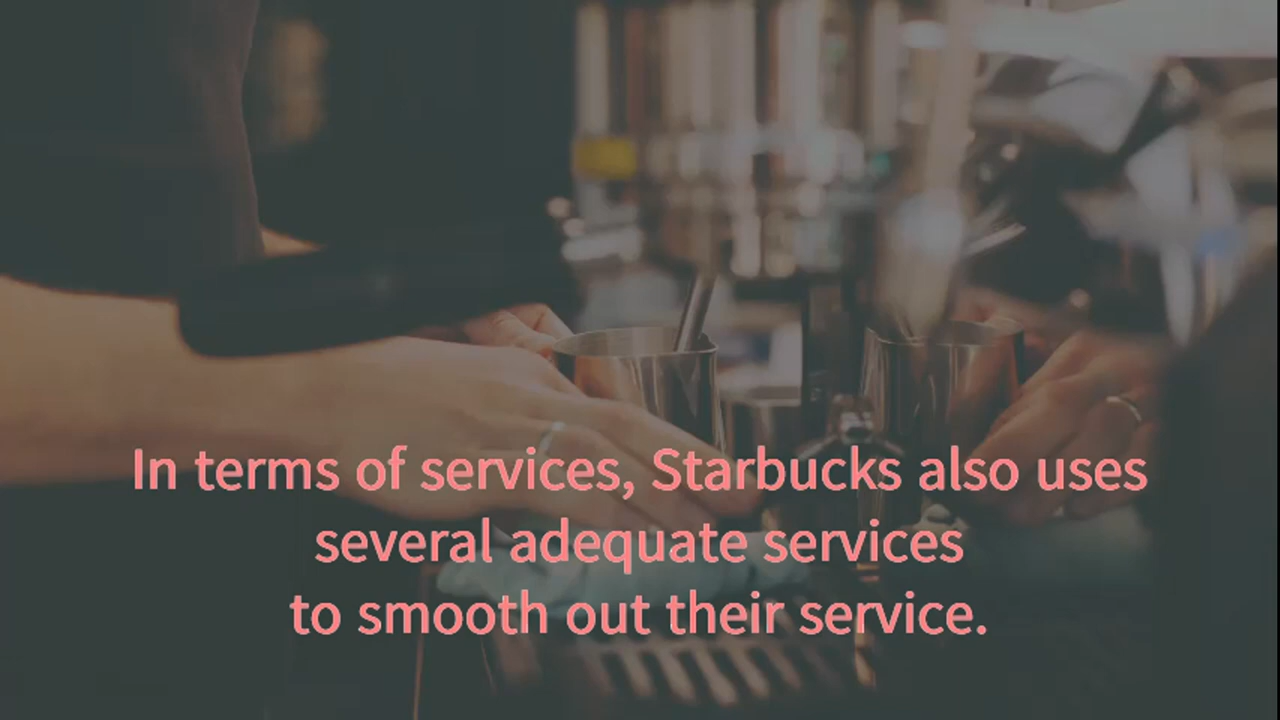 In terms of services, Starbucks also uses
several adequate services
to smooth out their service.